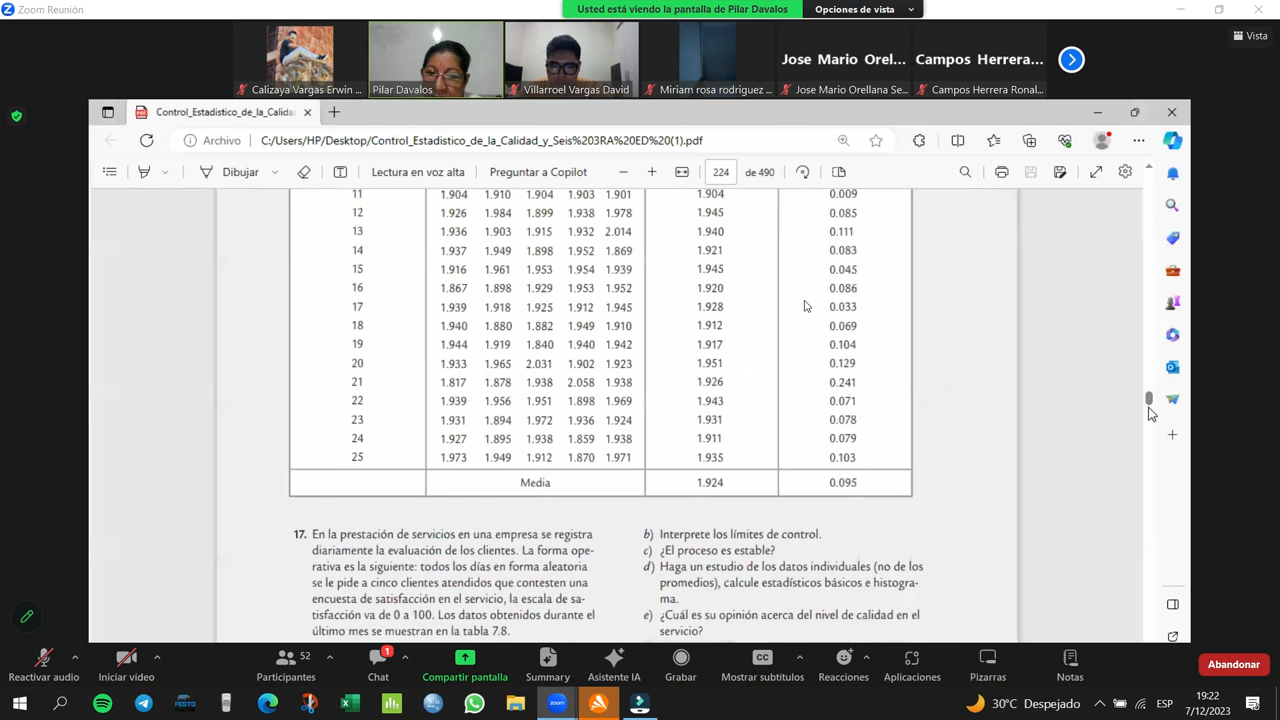 Zoom Reunión
Usted está viendo la pantalla de Pilar Davalos
Opciones de vista
Vista
Calizaya Vargas Erwin ...
Pilar Davalos
Villarroel Vargas David
Miriam rosa rodriguez ...
Jose Mario Orel...
Jose Mario Orellana Se...
Campos Herrera...
Campos Herrera Ronal...
Control_Estadistico_de_la_Calida
Archivo
C:/Users/HP/Desktop/Control_Estadistico_de_la_Calidad_y_Seis%203RA%20ED%20(1).pdf
Dibujar
Lectura en voz alta
Preguntar a Copilot
224 de 490
11 1.904 1.910 1.904 1.903 1.901 1.904 0.009
12 1.926 1.984 1.899 1.938 1.978 1.945 0.085
13 1.936 1.903 1.915 1.932 2.014 1.940 0.111
14 1.937 1.949 1.898 1.952 1.869 1.921 0.083
15 1.916 1.961 1.953 1.954 1.939 1.945 0.045
16 1.867 1.898 1.929 1.953 1.952 1.920 0.086
17 1.939 1.918 1.925 1.912 1.945 1.928 0.033
18 1.940 1.880 1.882 1.949 1.910 1.912 0.069
19 1.944 1.919 1.840 1.940 1.942 1.917 0.104
20 1.933 1.965 2.031 1.902 1.923 1.951 0.129
21 1.817 1.878 1.938 2.058 1.938 1.926 0.241
22 1.939 1.956 1.951 1.898 1.969 1.943 0.071
23 1.931 1.894 1.972 1.936 1.924 1.931 0.078
24 1.927 1.895 1.938 1.859 1.938 1.911 0.079
25 1.973 1.949 1.912 1.870 1.971 1.935 0.103
Media 1.924 0.095
17. En la prestación de servicios en una empresa se registra
diariamente la evaluación de los clientes. La forma ope-
rativa es la siguiente: todos los días en forma aleatoria
se le pide a cinco clientes atendidos que contesten una
encuesta de satisfacción en el servicio, la escala de sa-
tisfacción va de 0 a 100. Los datos obtenidos durante el
último mes se muestran en la tabla 7.8.
b) Interprete los límites de control.
c) ¿El proceso es estable?
d) Haga un estudio de los datos individuales (no de los
promedios), calcule estadísticos básicos e histogra-
ma.
e) ¿Cuál es su opinión acerca del nivel de calidad en el
servicio?
Reactivar audio
Iniciar video
52
Participantes
1
Chat
Compartir pantalla
Summary
Asistente IA
Grabar
CC
Mostrar subtítulos
Reacciones
Aplicaciones
Pizarras
Notas
Abandonar
FESTO
zoom
30°C Despejado
ESP
19:22
7/12/2023